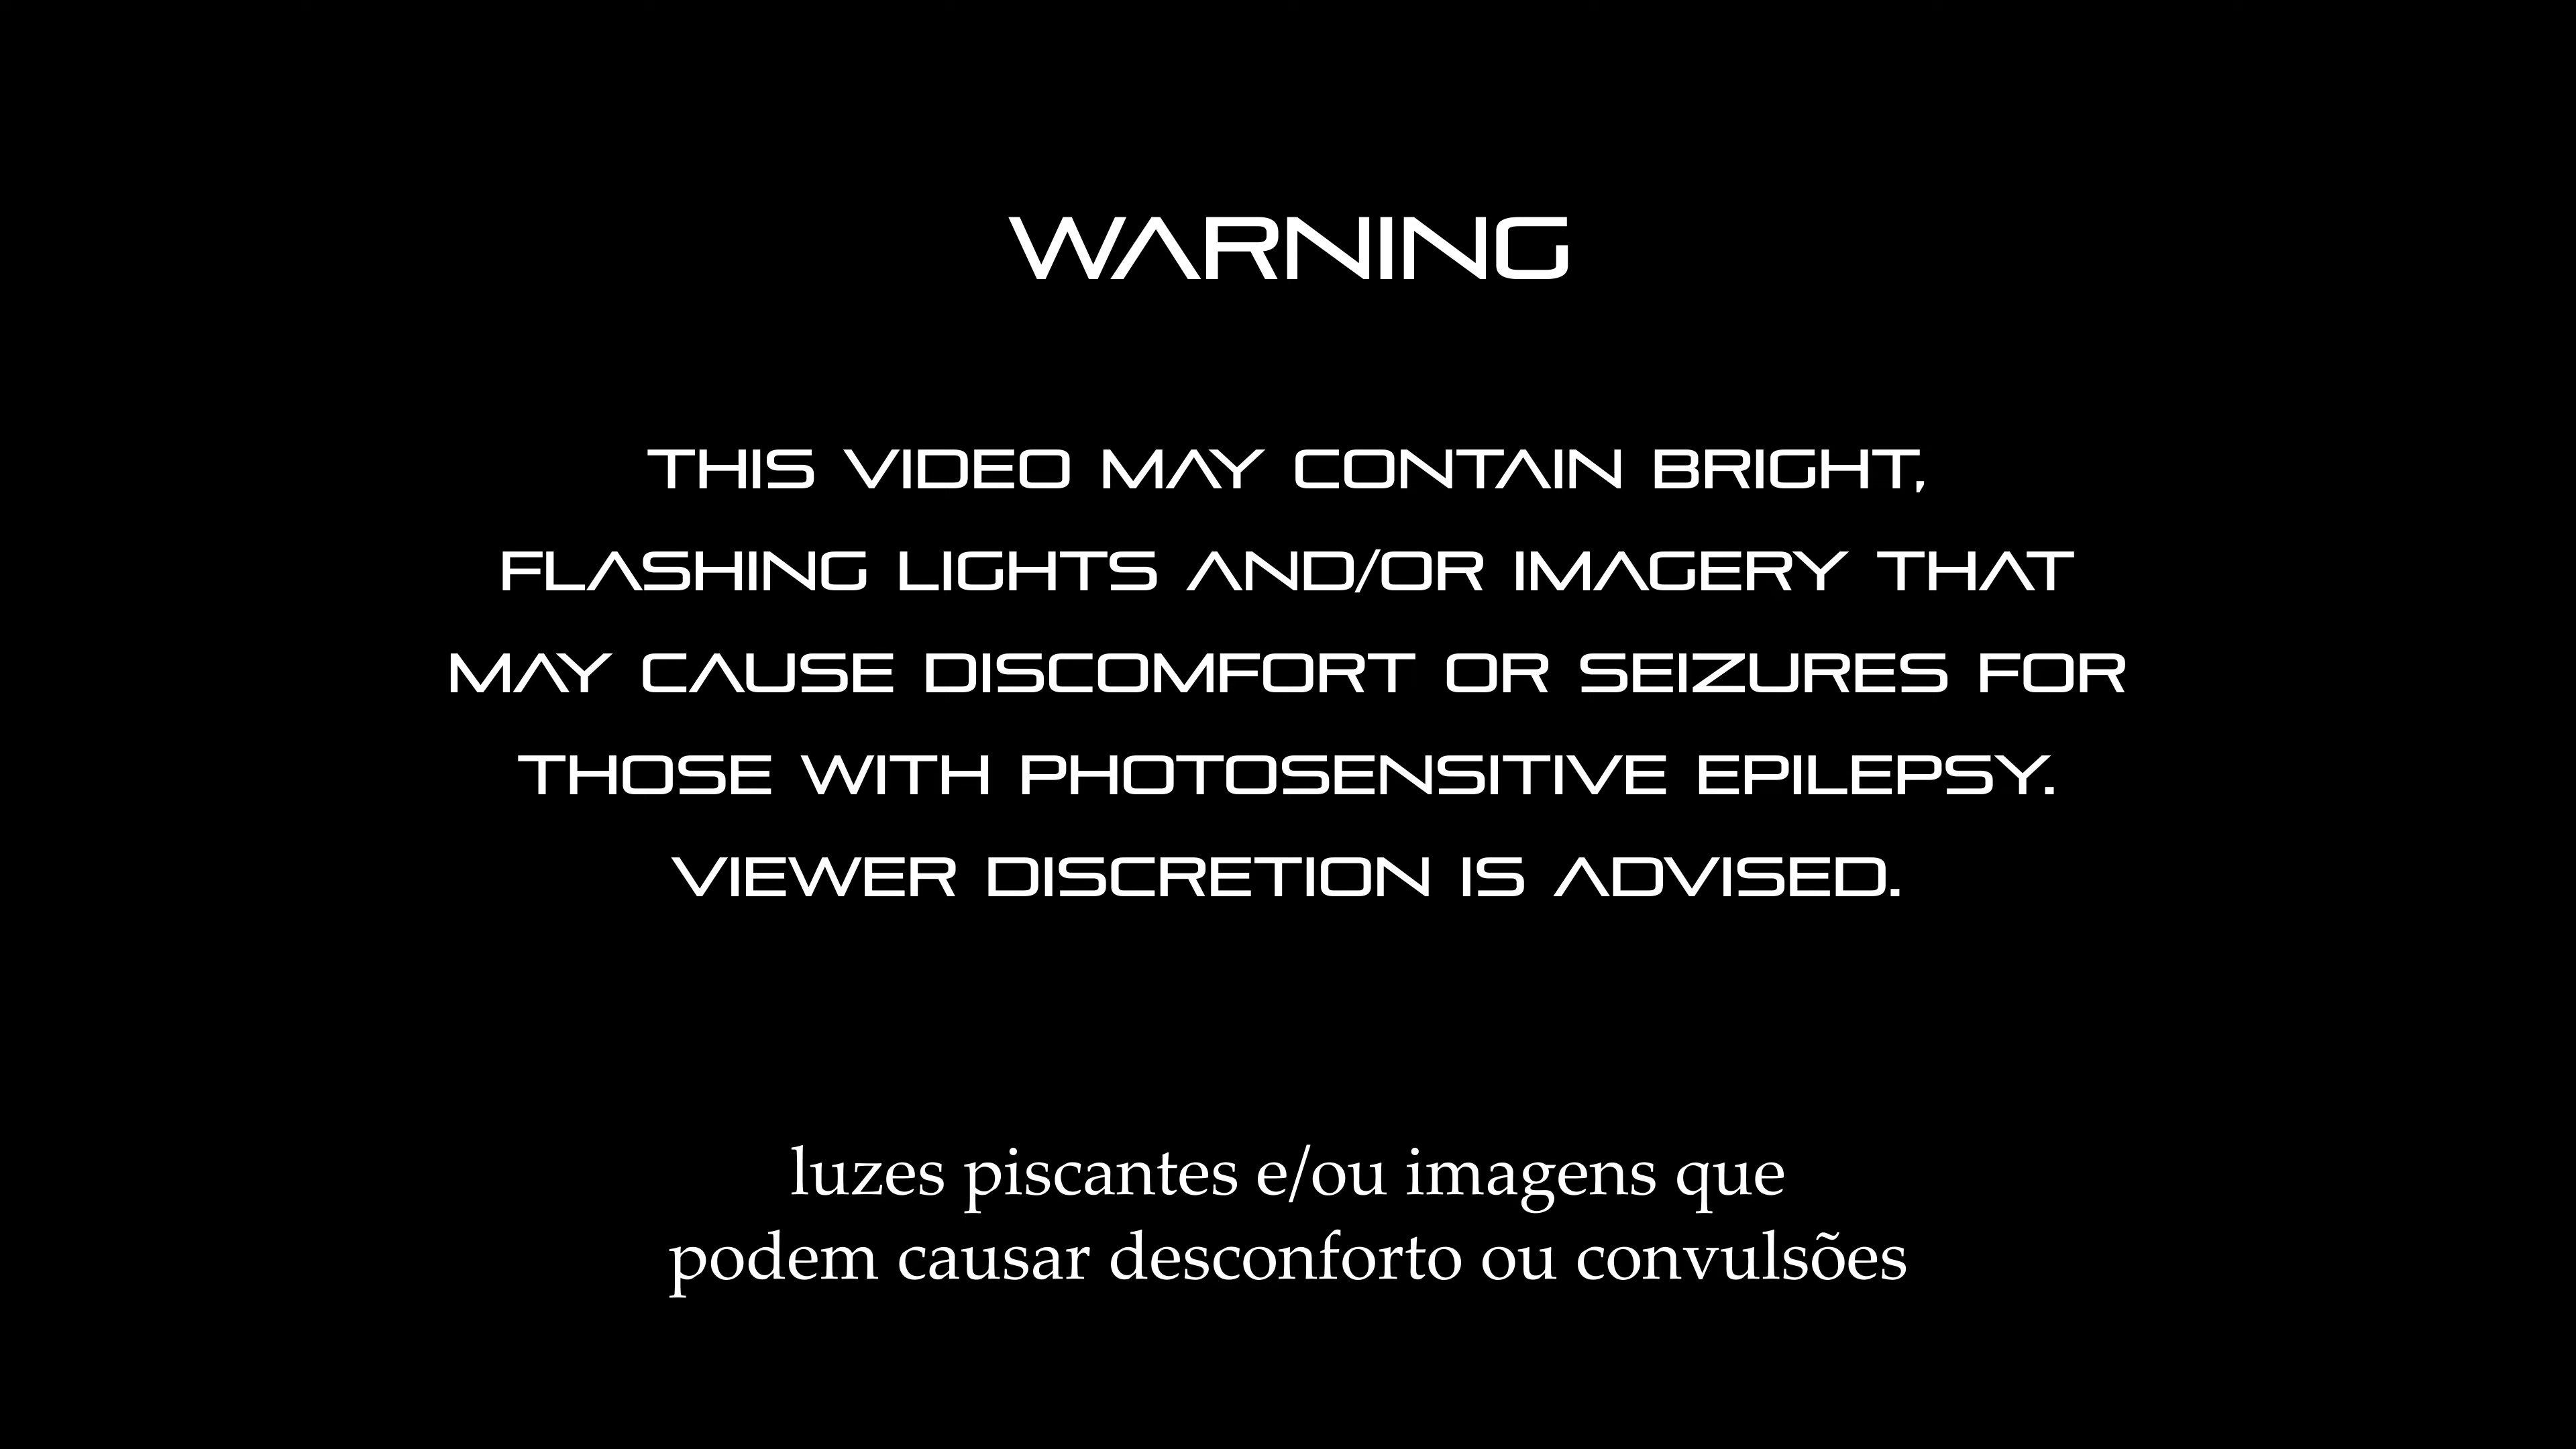 WARNING
THIS VIDEO MAY CONTAIN BRIGHT,
FLASHING LIGHTS AND/OR IMAGERY THAT
MAY CAUSE DISCOMFORT OR SEIZURES FOR
THOSE WITH PHOTOSENSITIVE EPILEPSY.
VIEWER DISCRETION IS ADVISED.
luzes piscantes e/ou imagens que
podem causar desconforto ou convulsões